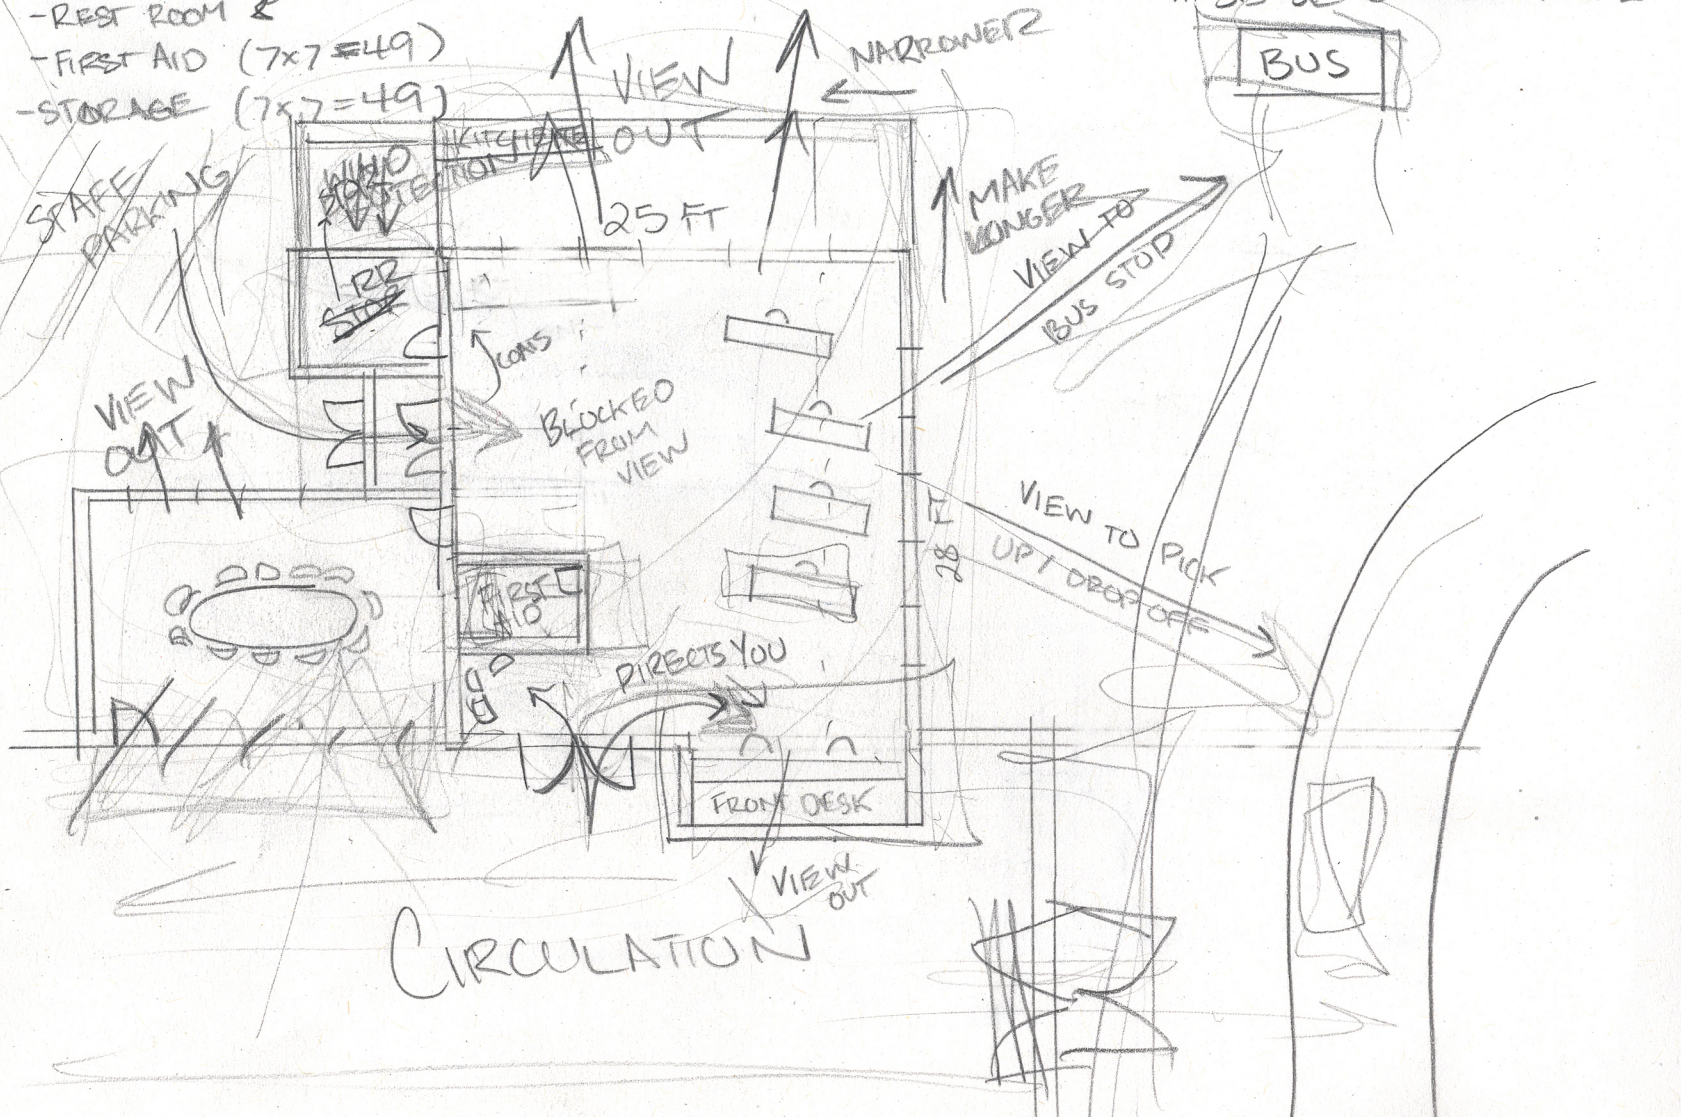 -REST ROOM &
-FIRST AID (7x7=49)
-STORAGE (7x7=49)
VIEW
OUT
NARROWER
BUS
KITCHENETTE
STAFF
PARKING
25 FT
MAKE
LONGER
VIEW TO
BUS STOP
RR
STOR
VIEW
OUT
BLOCKED
FROM
VIEW
28 FT
VIEW TO PICK
UP / DROP OFF
FIRST
AID
DIRECTS YOU
FRONT DESK
VIEW
OUT
CIRCULATION